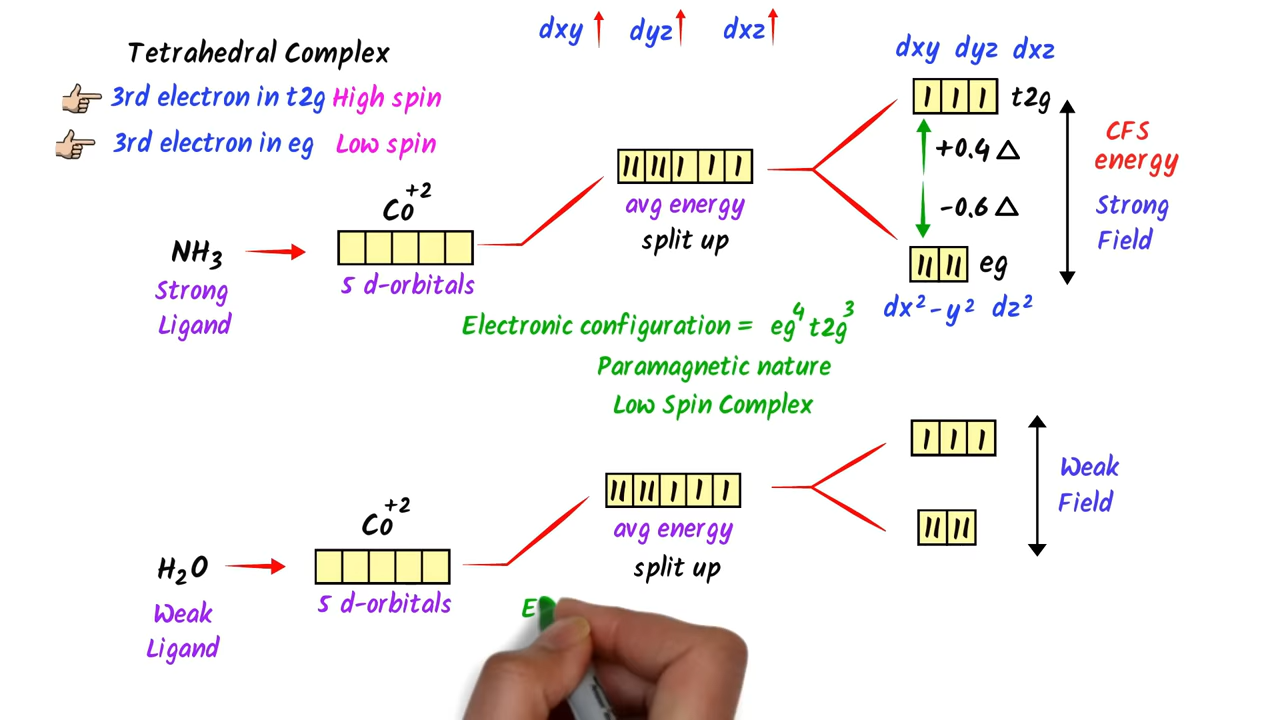 dxy dyz dxz
Tetrahedral Complex
3rd electron in t2g High spin
3rd electron in eg Low spin
dxy dyz dxz
t2g
CFS
energy
+0.4 △
-0.6 △
Strong
Field
eg
dx²-y² dz²
avg energy
split up
Co⁺²
NH₃
5 d-orbitals
Strong
Ligand
Electronic configuration = eg⁴ t2g³
Paramagnetic nature
Low Spin Complex
Weak
Field
avg energy
split up
Co⁺²
H₂O
5 d-orbitals
Weak
Ligand
E